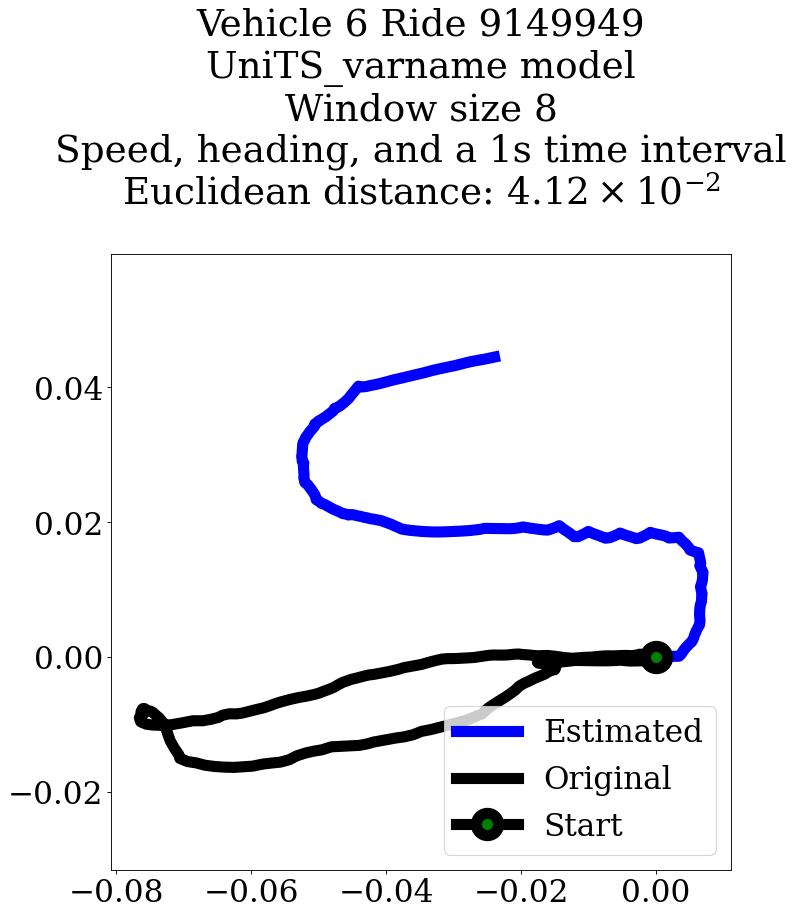 Vehicle 6 Ride 9149949
UniTS_varname model
Window size 8
Speed, heading, and a 1s time interval
Euclidean distance: 4.12 × 10⁻²
0.04
0.02
0.00
−0.02
Estimated
Original
Start
−0.08 −0.06 −0.04 −0.02 0.00